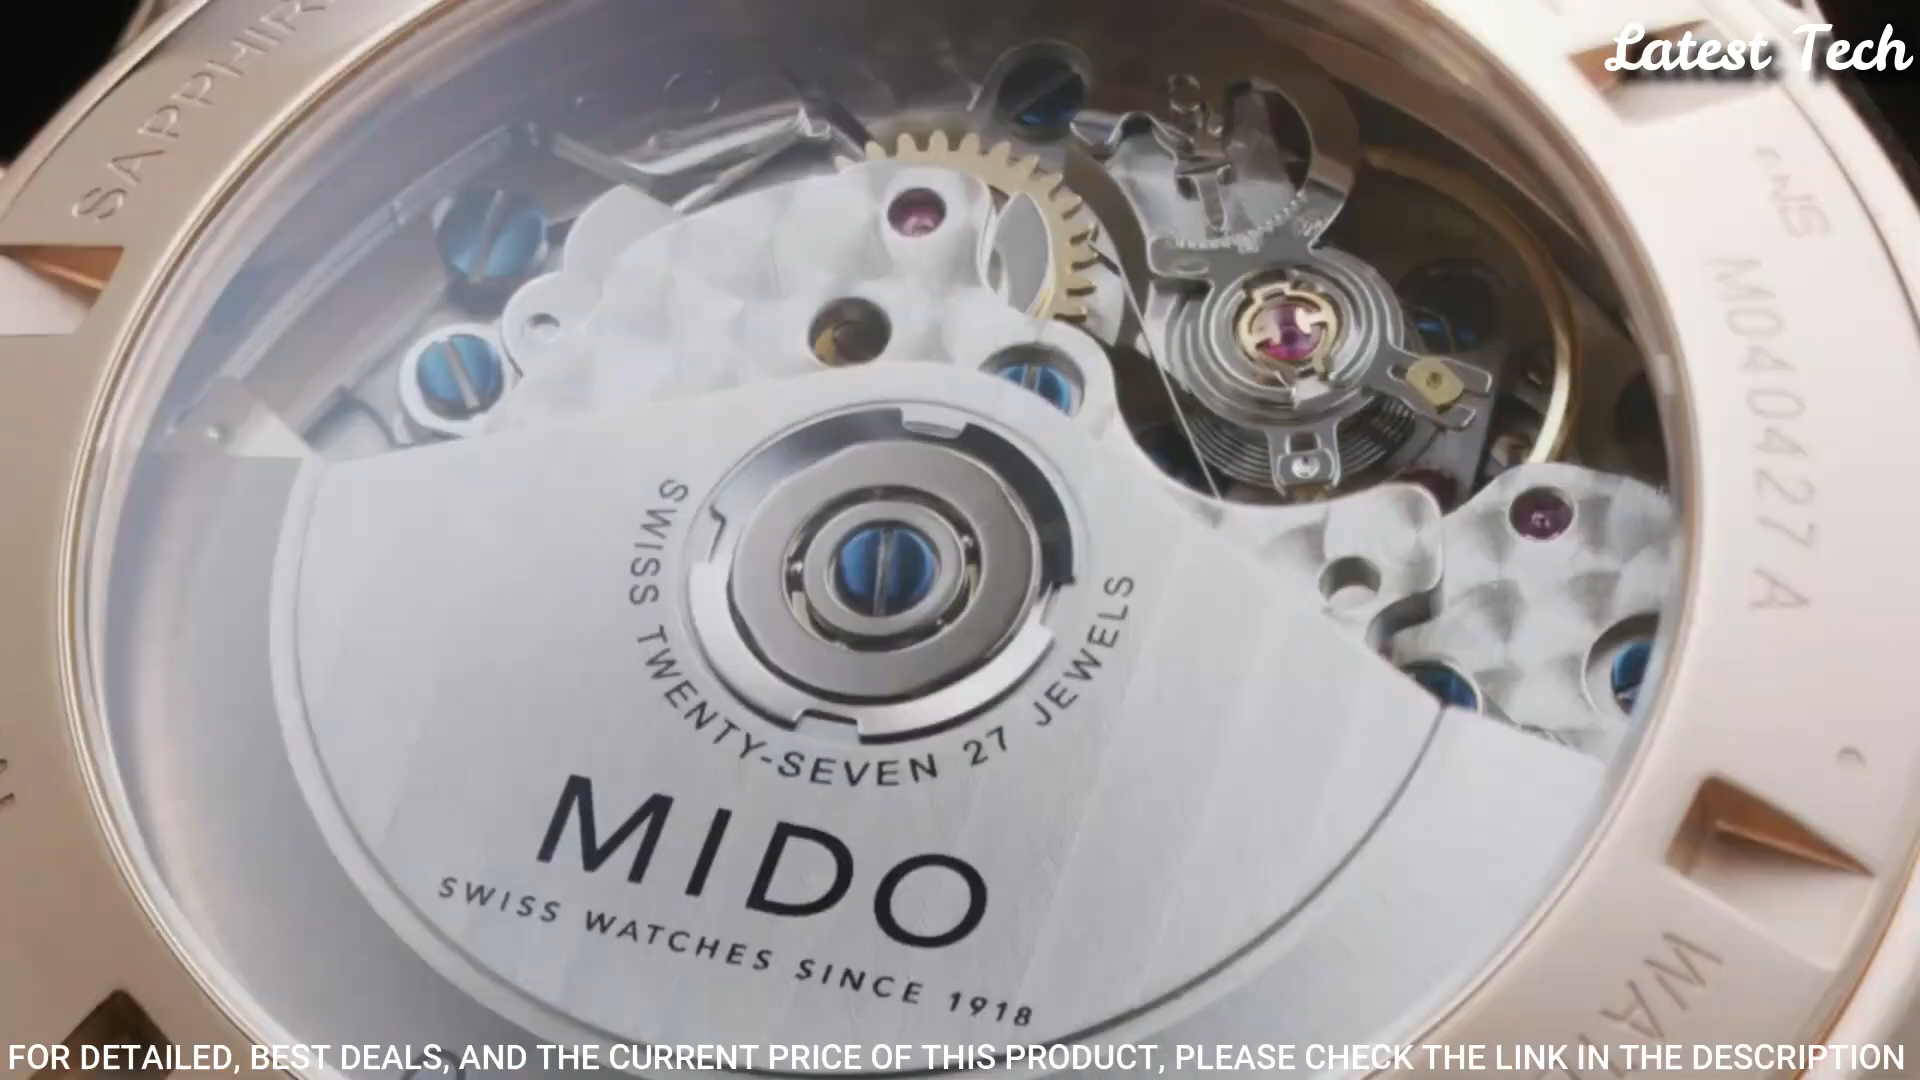 Latest Tech
SAPPHIR
M040427 A
SWISS TWENTY-SEVEN 27 JEWELS
MIDO
SWISS WATCHES SINCE 1918
FOR DETAILED, BEST DEALS, AND THE CURRENT PRICE OF THIS PRODUCT, PLEASE CHECK THE LINK IN THE DESCRIPTION